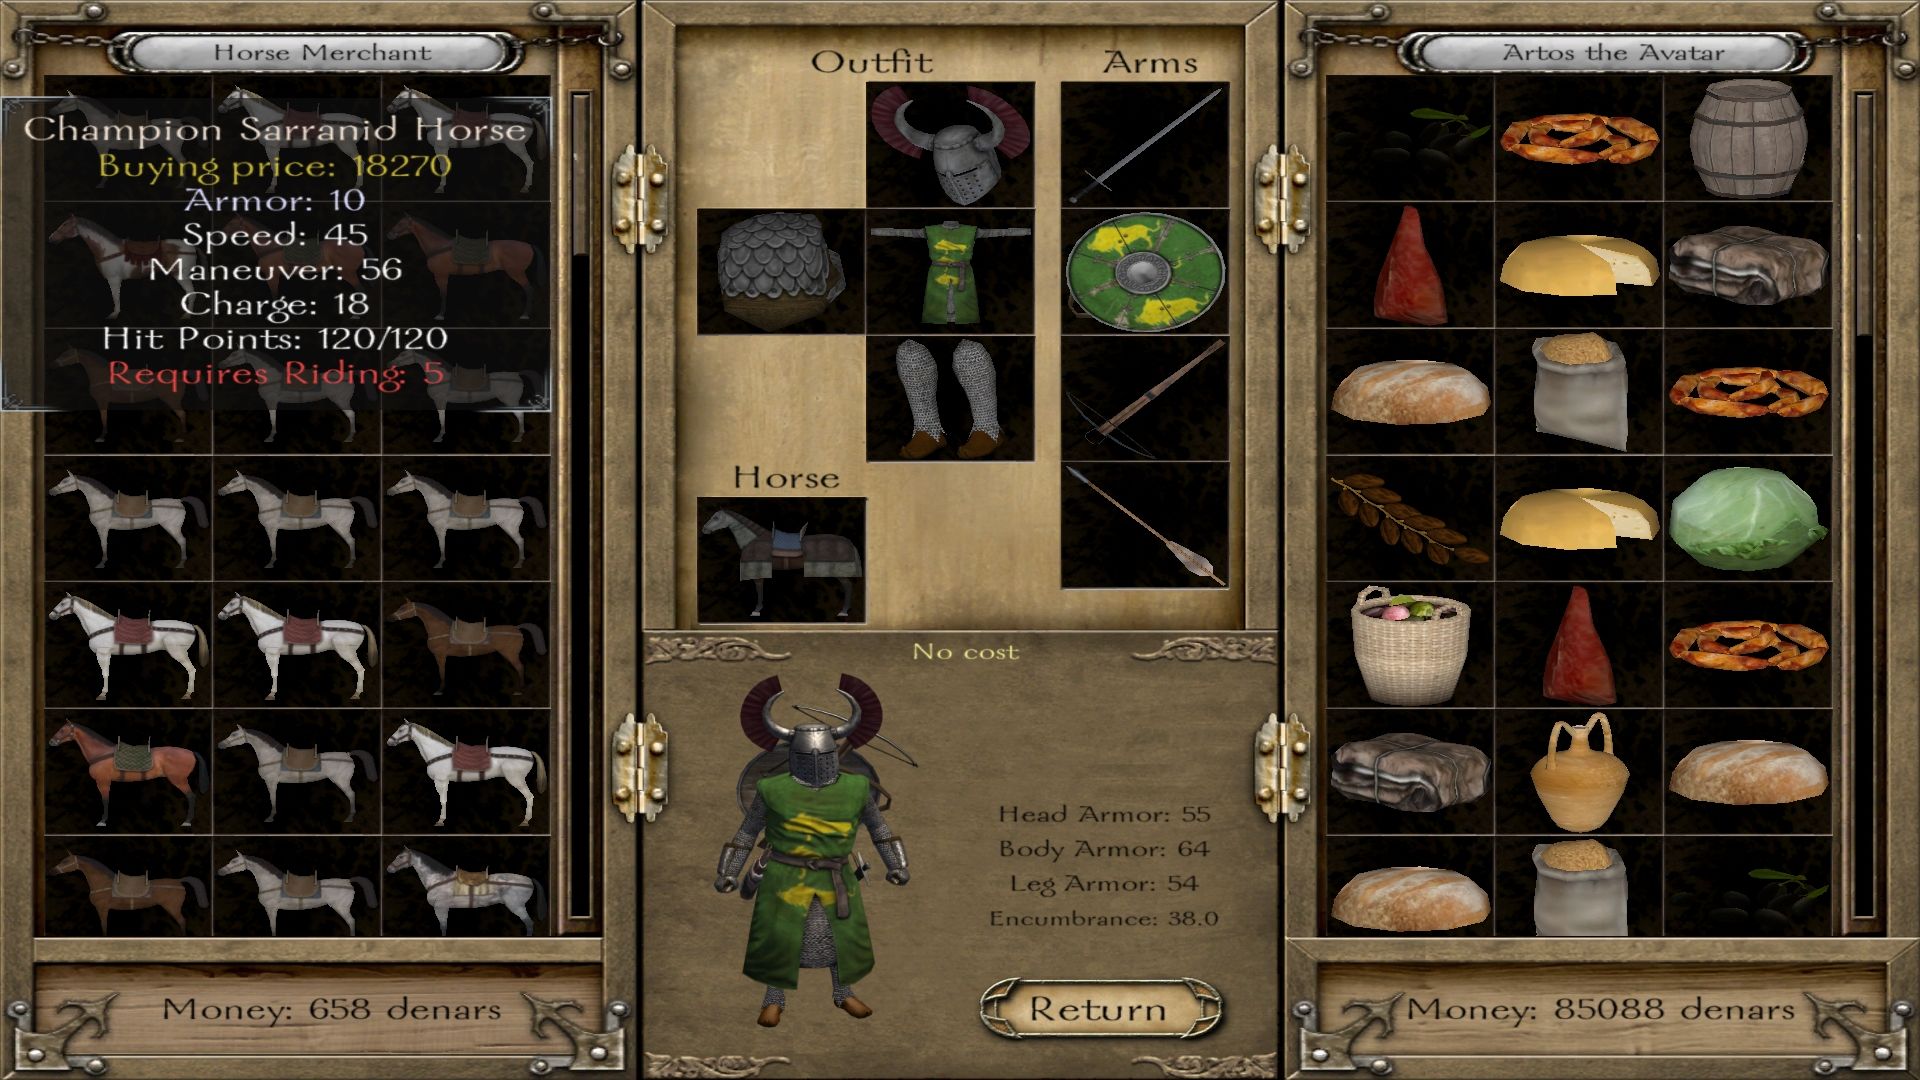 Horse Merchant
Champion Sarranid Horse
Buying price: 18270
Armor: 10
Speed: 45
Maneuver: 56
Charge: 18
Hit Points: 120/120
Requires Riding: 5
Money: 658 denars
Outfit
Arms
Horse
No cost
Head Armor: 55
Body Armor: 64
Leg Armor: 54
Encumbrance: 38.0
Return
Artos the Avatar
Money: 85088 denars